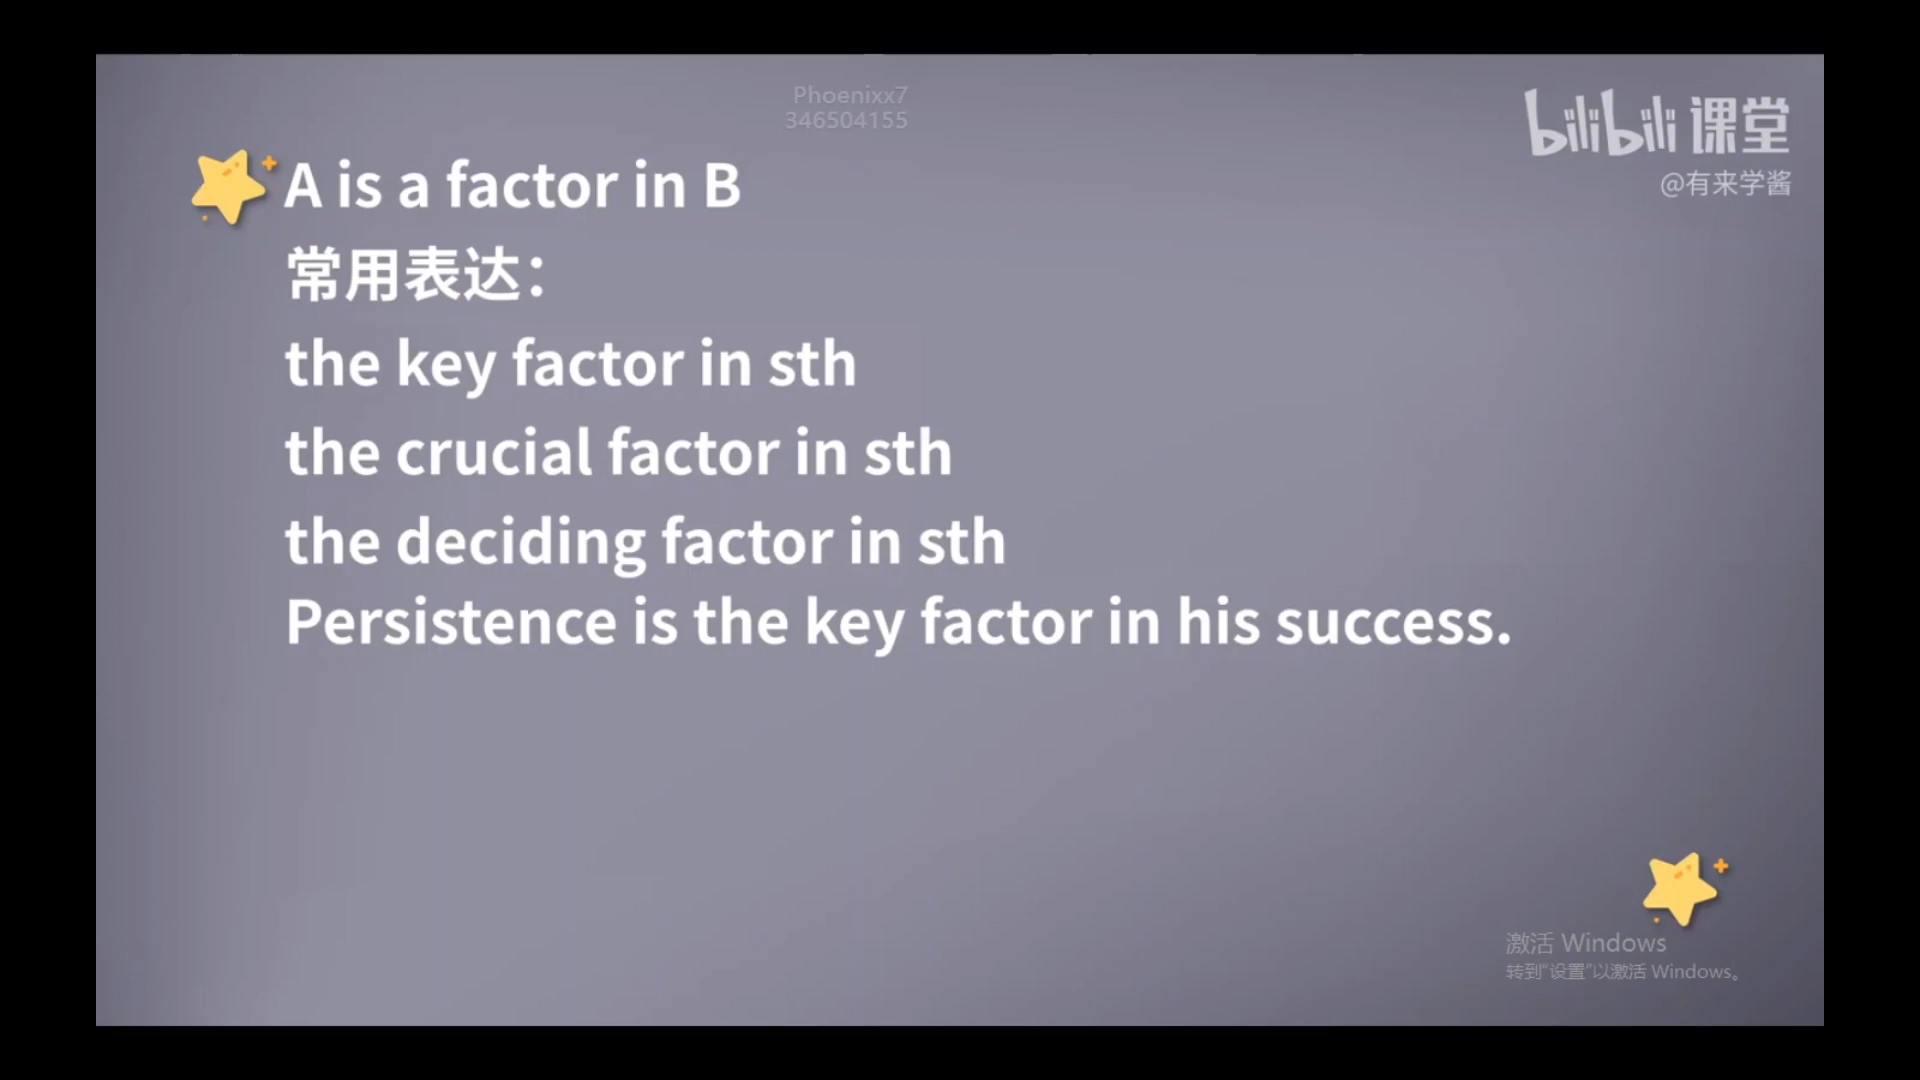 Phoenixx7
346504155
bilibili 课堂
@有来学酱
A is a factor in B
常用表达：
the key factor in sth
the crucial factor in sth
the deciding factor in sth
Persistence is the key factor in his success.
激活 Windows
转到“设置”以激活 Windows。